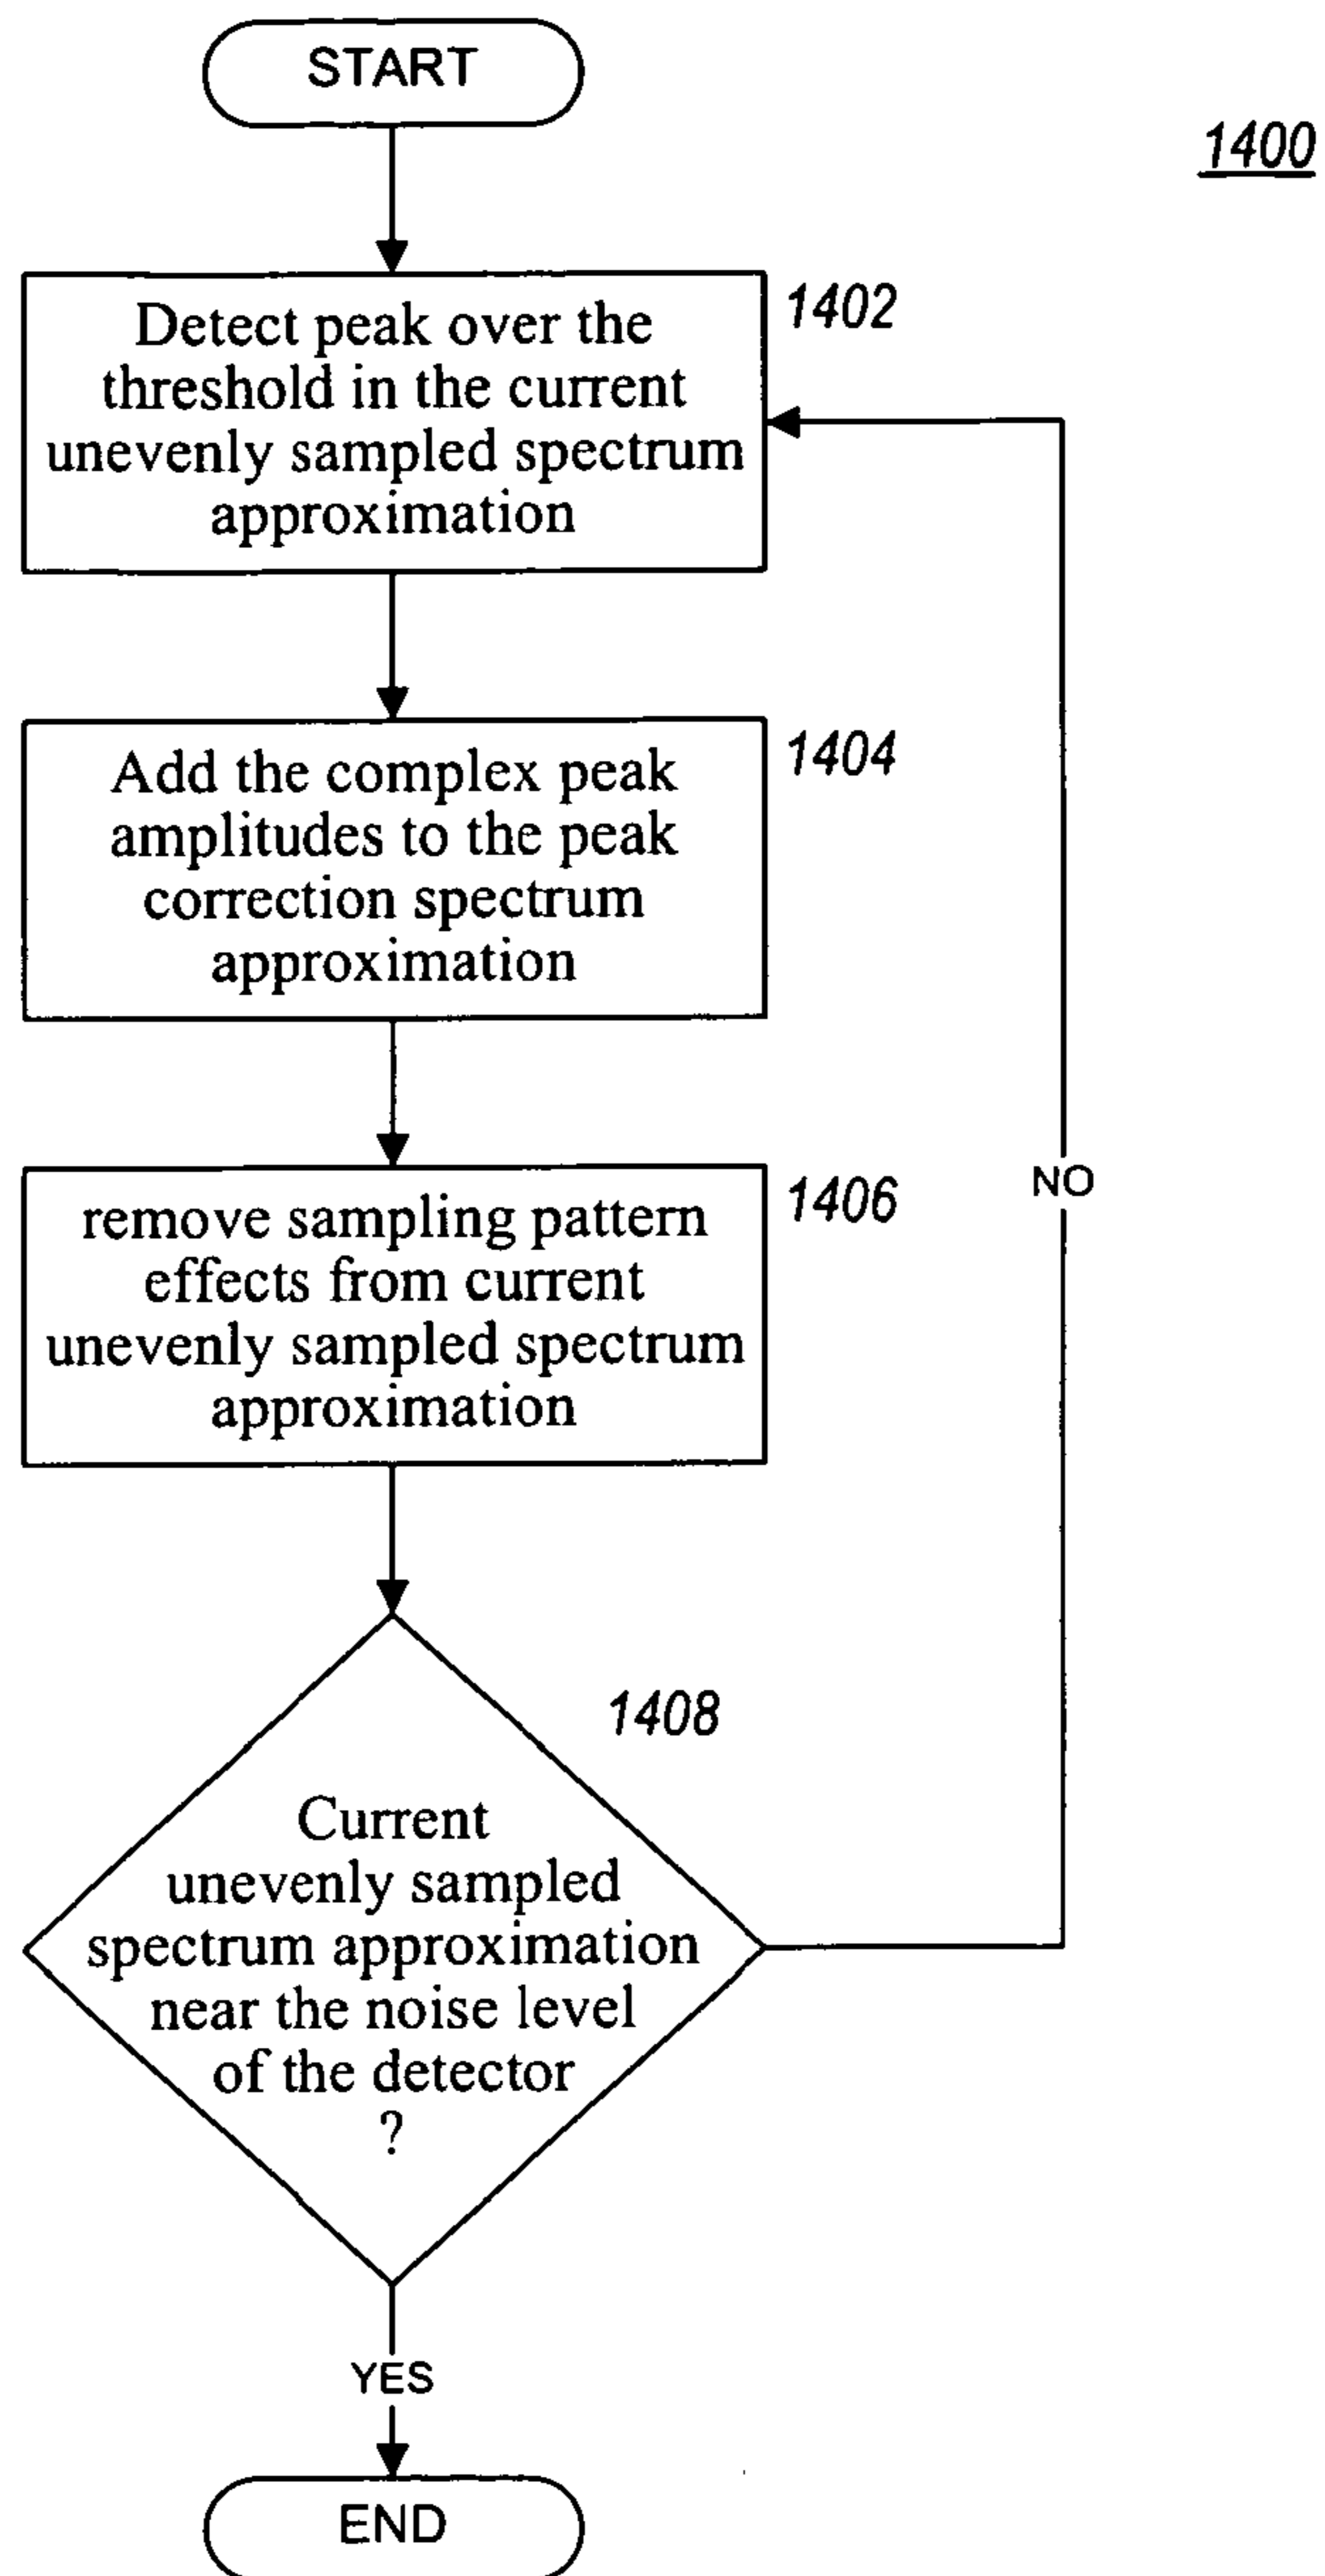 START
1400
Detect peak over the
threshold in the current
unevenly sampled spectrum
approximation
1402
Add the complex peak
amplitudes to the peak
correction spectrum
approximation
1404
remove sampling pattern
effects from current
unevenly sampled spectrum
approximation
1406
NO
1408
Current
unevenly sampled
spectrum approximation
near the noise level
of the detector
?
YES
END